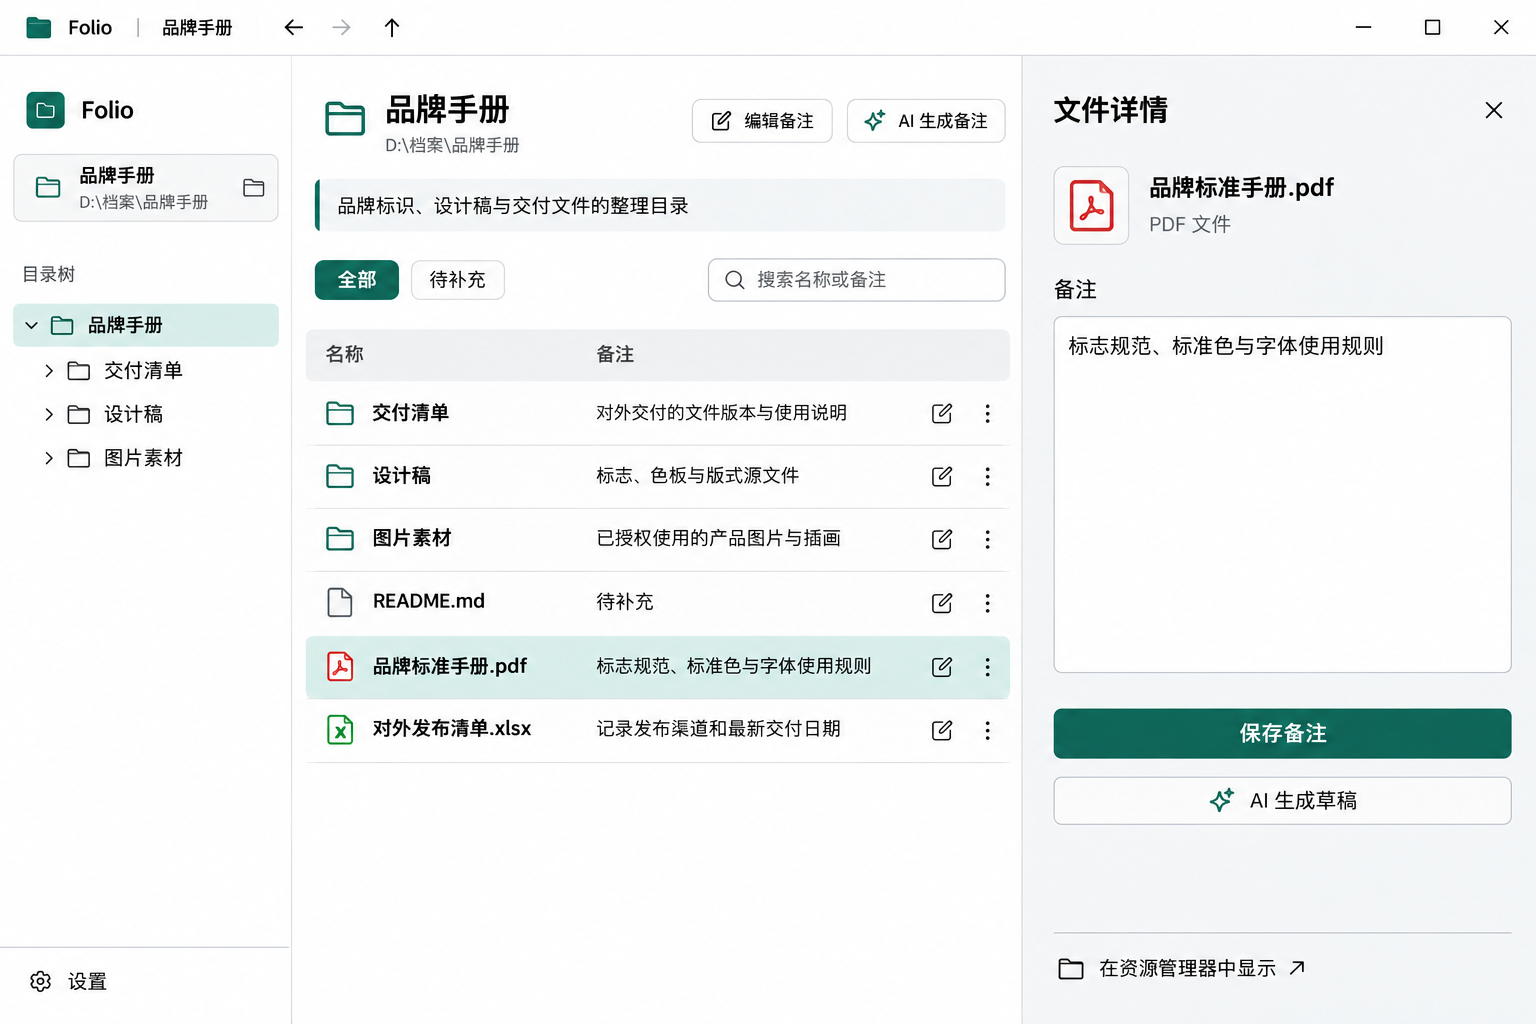 Folio | 品牌手册
Folio
品牌手册
D:\档案\品牌手册
目录树
品牌手册
交付清单
设计稿
图片素材
设置
品牌手册
D:\档案\品牌手册
编辑备注
AI 生成备注
品牌标识、设计稿与交付文件的整理目录
全部
待补充
搜索名称或备注
名称 备注
交付清单 对外交付的文件版本与使用说明
设计稿 标志、色板与版式源文件
图片素材 已授权使用的产品图片与插画
README.md 待补充
品牌标准手册.pdf 标志规范、标准色与字体使用规则
对外发布清单.xlsx 记录发布渠道和最新交付日期
文件详情
品牌标准手册.pdf
PDF 文件
备注
标志规范、标准色与字体使用规则
保存备注
AI 生成草稿
在资源管理器中显示